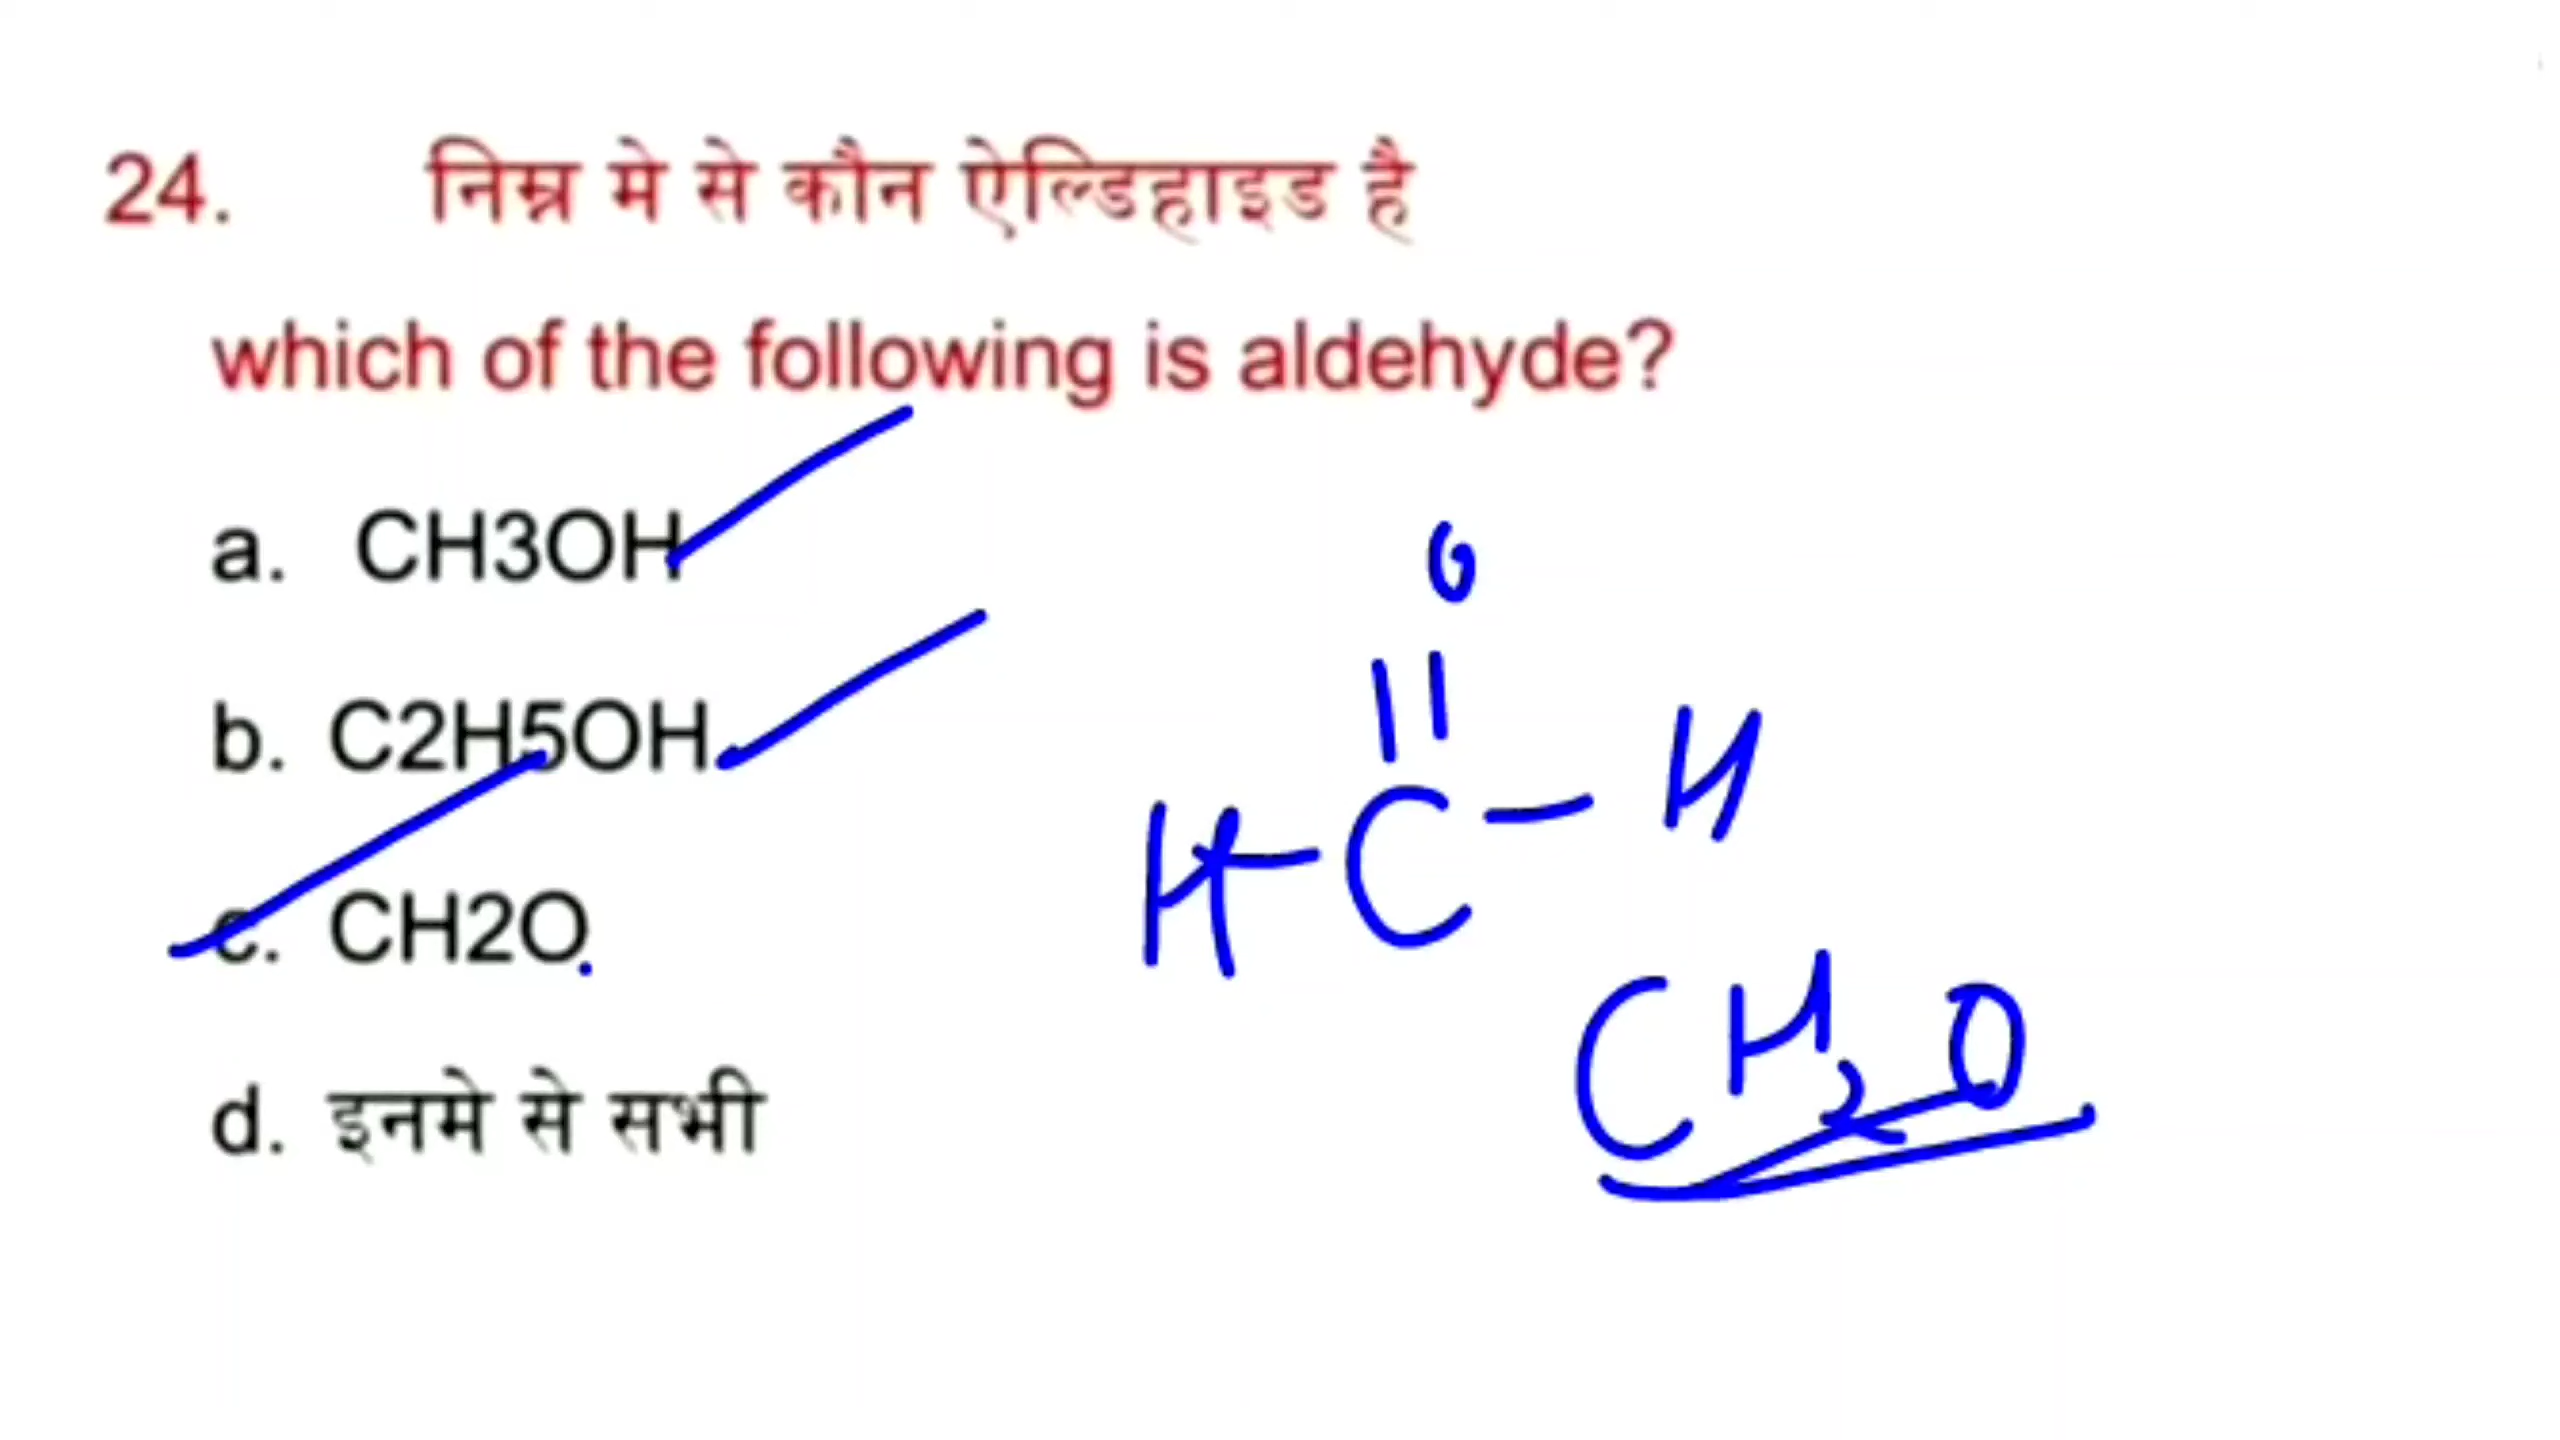 24. निम्न मे से कौन ऐल्डिहाइड है
which of the following is aldehyde?
a. CH3OH
b. C2H5OH
c. CH2O
d. इनमे से सभी
O
||
H-C-H
CH2O